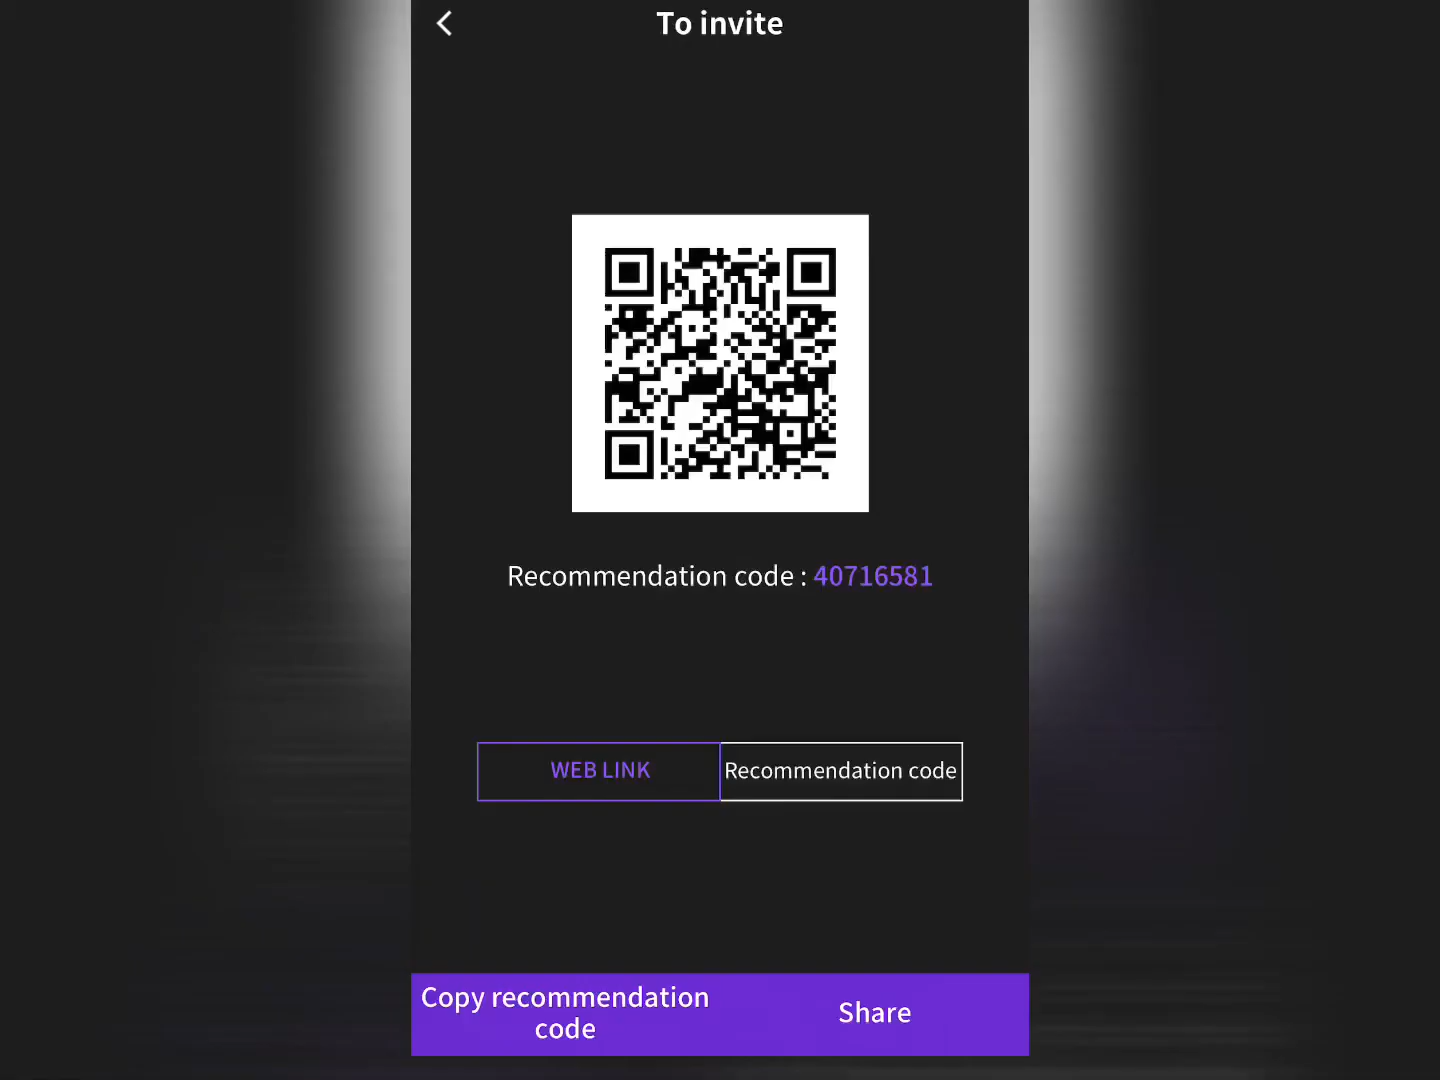 To invite
Recommendation code : 40716581
WEB LINK
Recommendation code
Copy recommendation
code
Share